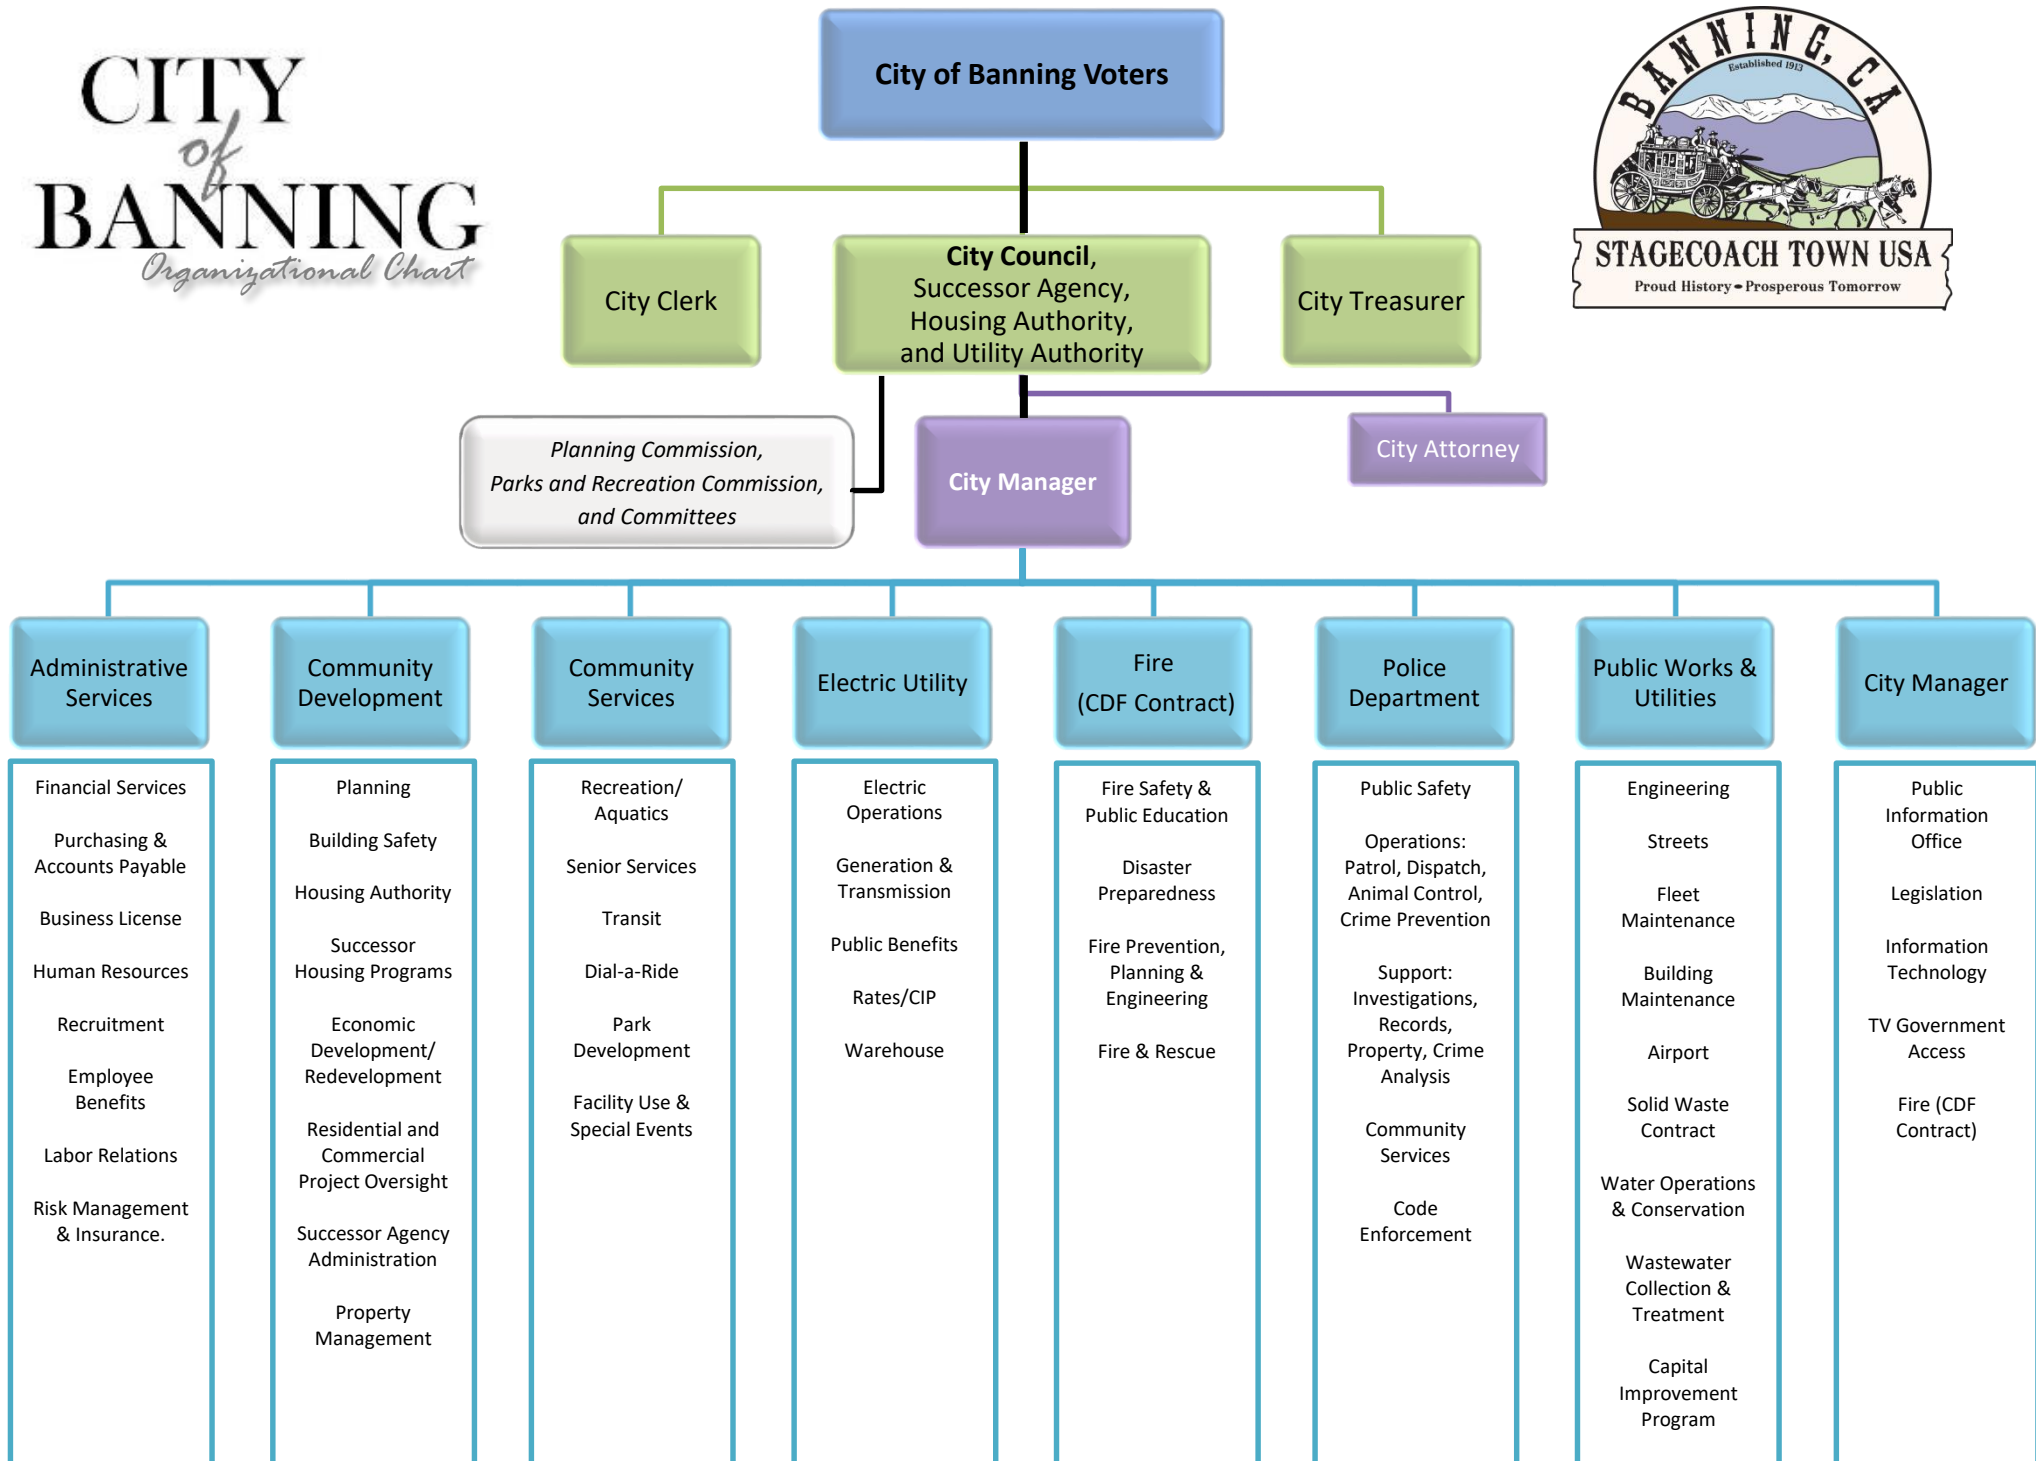 CITY
of
BANNING
Organizational Chart
City of Banning Voters
BANNING, CA
Established 1913
STAGECOACH TOWN USA
Proud History • Prosperous Tomorrow
City Clerk
City Council,
Successor Agency,
Housing Authority,
and Utility Authority
City Treasurer
Planning Commission,
Parks and Recreation Commission,
and Committees
City Manager
City Attorney
Administrative
Services
Community
Development
Community
Services
Electric Utility
Fire
(CDF Contract)
Police
Department
Public Works &
Utilities
City Manager
Financial Services
Purchasing &
Accounts Payable
Business License
Human Resources
Recruitment
Employee
Benefits
Labor Relations
Risk Management
& Insurance.
Planning
Building Safety
Housing Authority
Successor
Housing Programs
Economic
Development/
Redevelopment
Residential and
Commercial
Project Oversight
Successor Agency
Administration
Property
Management
Recreation/
Aquatics
Senior Services
Transit
Dial-a-Ride
Park
Development
Facility Use &
Special Events
Electric
Operations
Generation &
Transmission
Public Benefits
Rates/CIP
Warehouse
Fire Safety &
Public Education
Disaster
Preparedness
Fire Prevention,
Planning &
Engineering
Fire & Rescue
Public Safety
Operations:
Patrol, Dispatch,
Animal Control,
Crime Prevention
Support:
Investigations,
Records,
Property, Crime
Analysis
Community
Services
Code
Enforcement
Engineering
Streets
Fleet
Maintenance
Building
Maintenance
Airport
Solid Waste
Contract
Water Operations
& Conservation
Wastewater
Collection &
Treatment
Capital
Improvement
Program
Public
Information
Office
Legislation
Information
Technology
TV Government
Access
Fire (CDF
Contract)